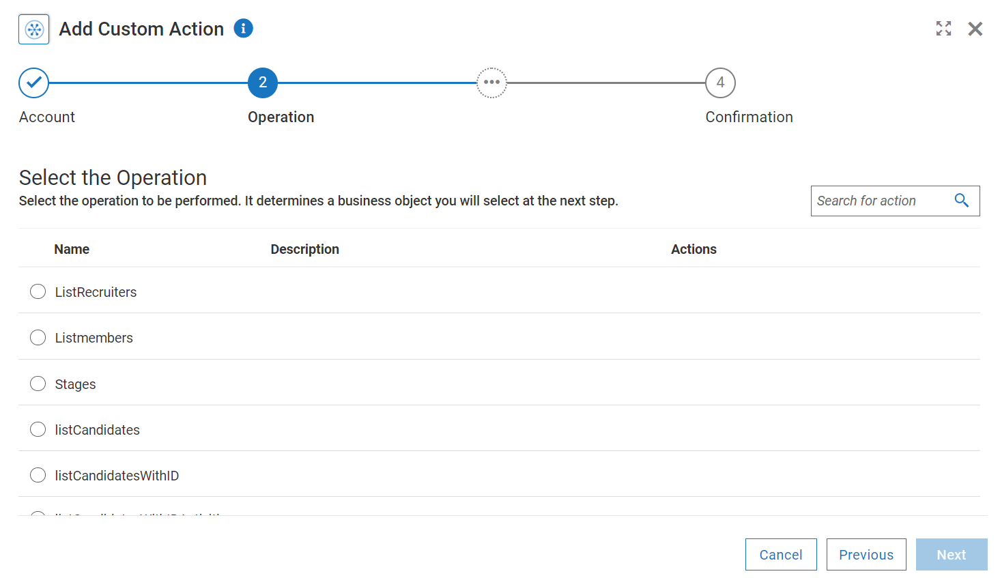 Add Custom Action
2
4
Account
Operation
Confirmation
Select the Operation
Select the operation to be performed. It determines a business object you will select at the next step.
Search for action
Name Description Actions
ListRecruiters
Listmembers
Stages
listCandidates
listCandidatesWithID
Cancel Previous Next